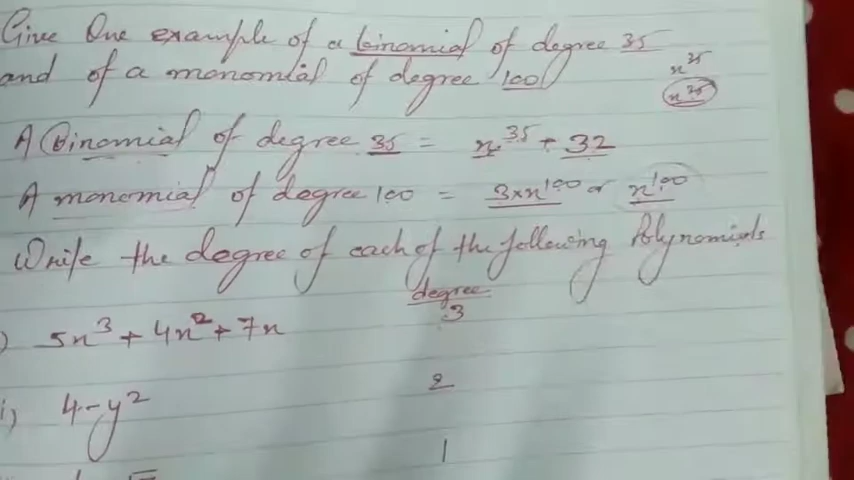 Give One example of a binomial of degree 35
and of a monomial of degree 100
x³⁵
x³⁵
A Binomial of degree 35 = x³⁵ + 32
A monomial of degree 100 = 3×x¹⁰⁰ or x¹⁰⁰
Write the degree of each of the following Polynomials
degree
) 5x³ + 4x² + 7x 3
i) 4-y² 2
1